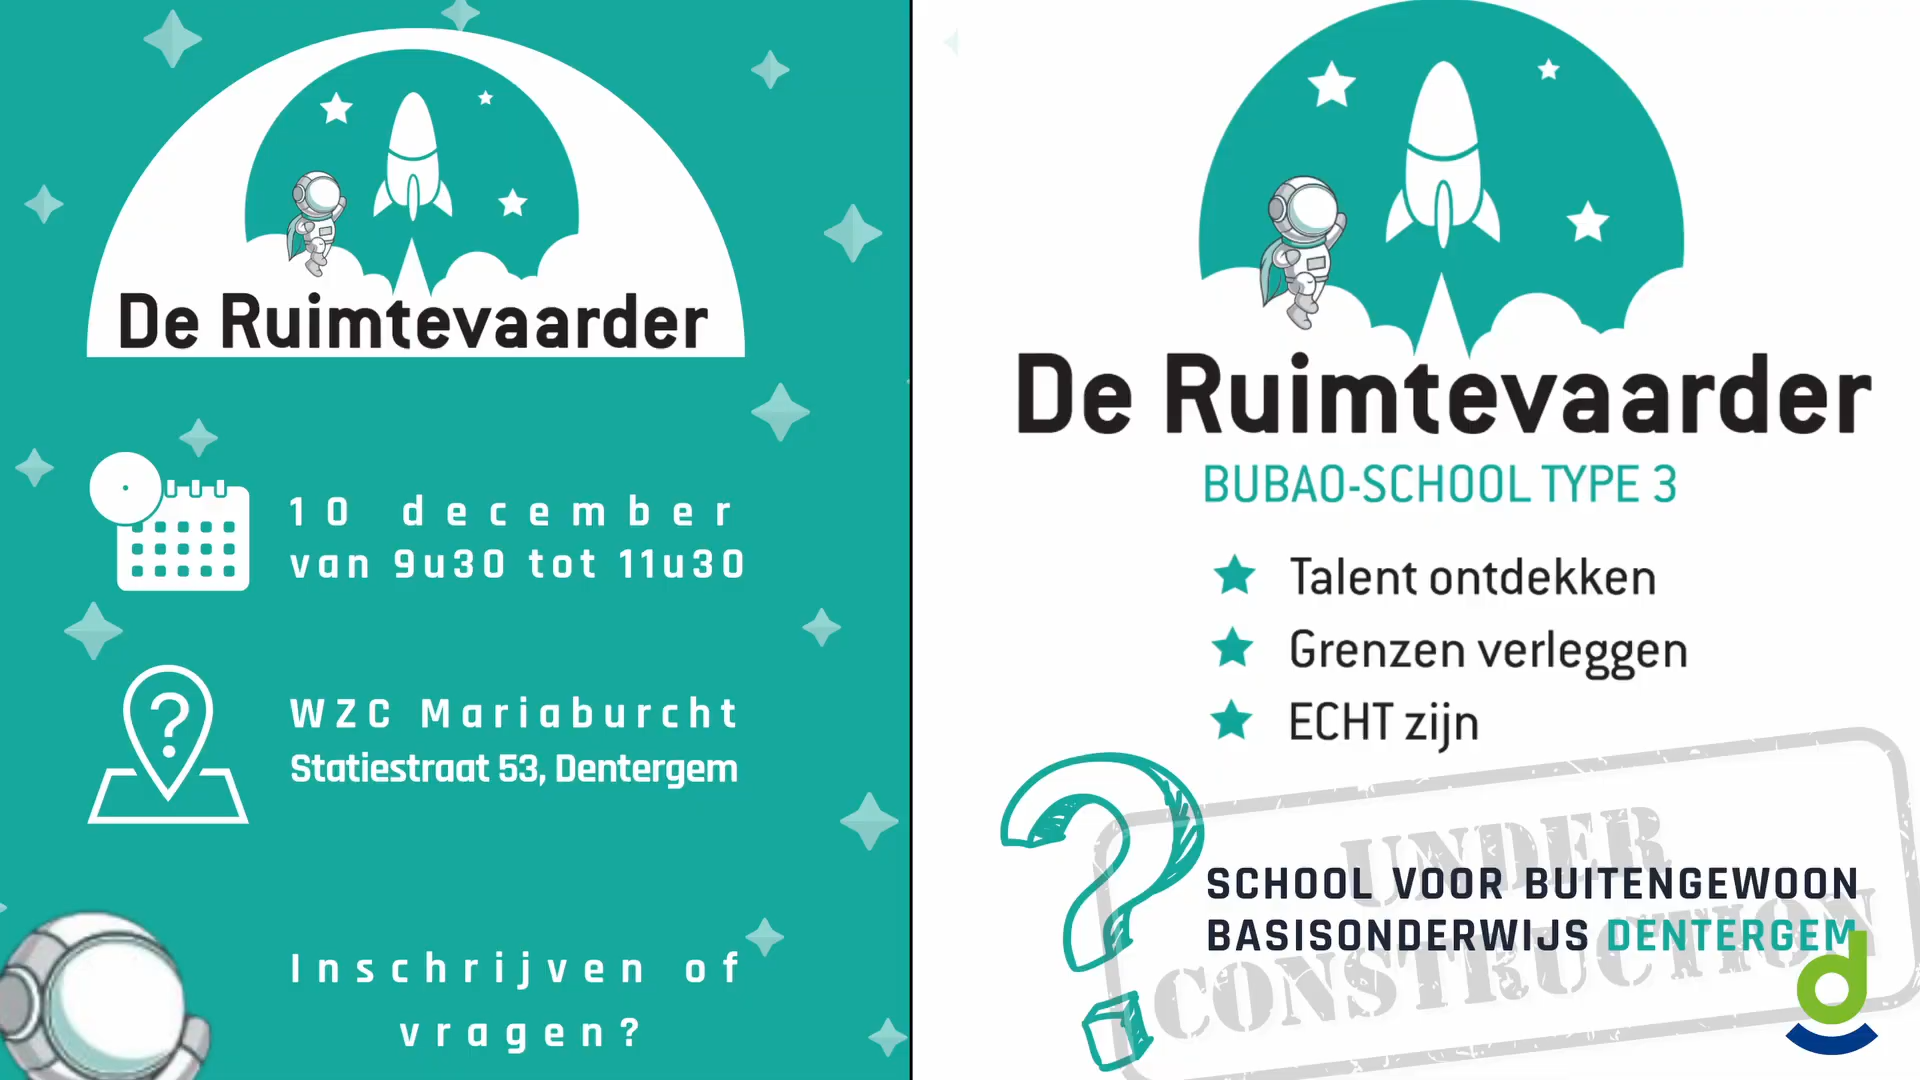 De Ruimtevaarder
10 december
van 9u30 tot 11u30
WZC Mariaburcht
Statiestraat 53, Dentergem
Inschrijven of
vragen?
De Ruimtevaarder
BUBAO-SCHOOL TYPE 3
Talent ontdekken
Grenzen verleggen
ECHT zijn
UNDER
CONSTRUCTION
SCHOOL VOOR BUITENGEWOON
BASISONDERWIJS DENTERGEM
d